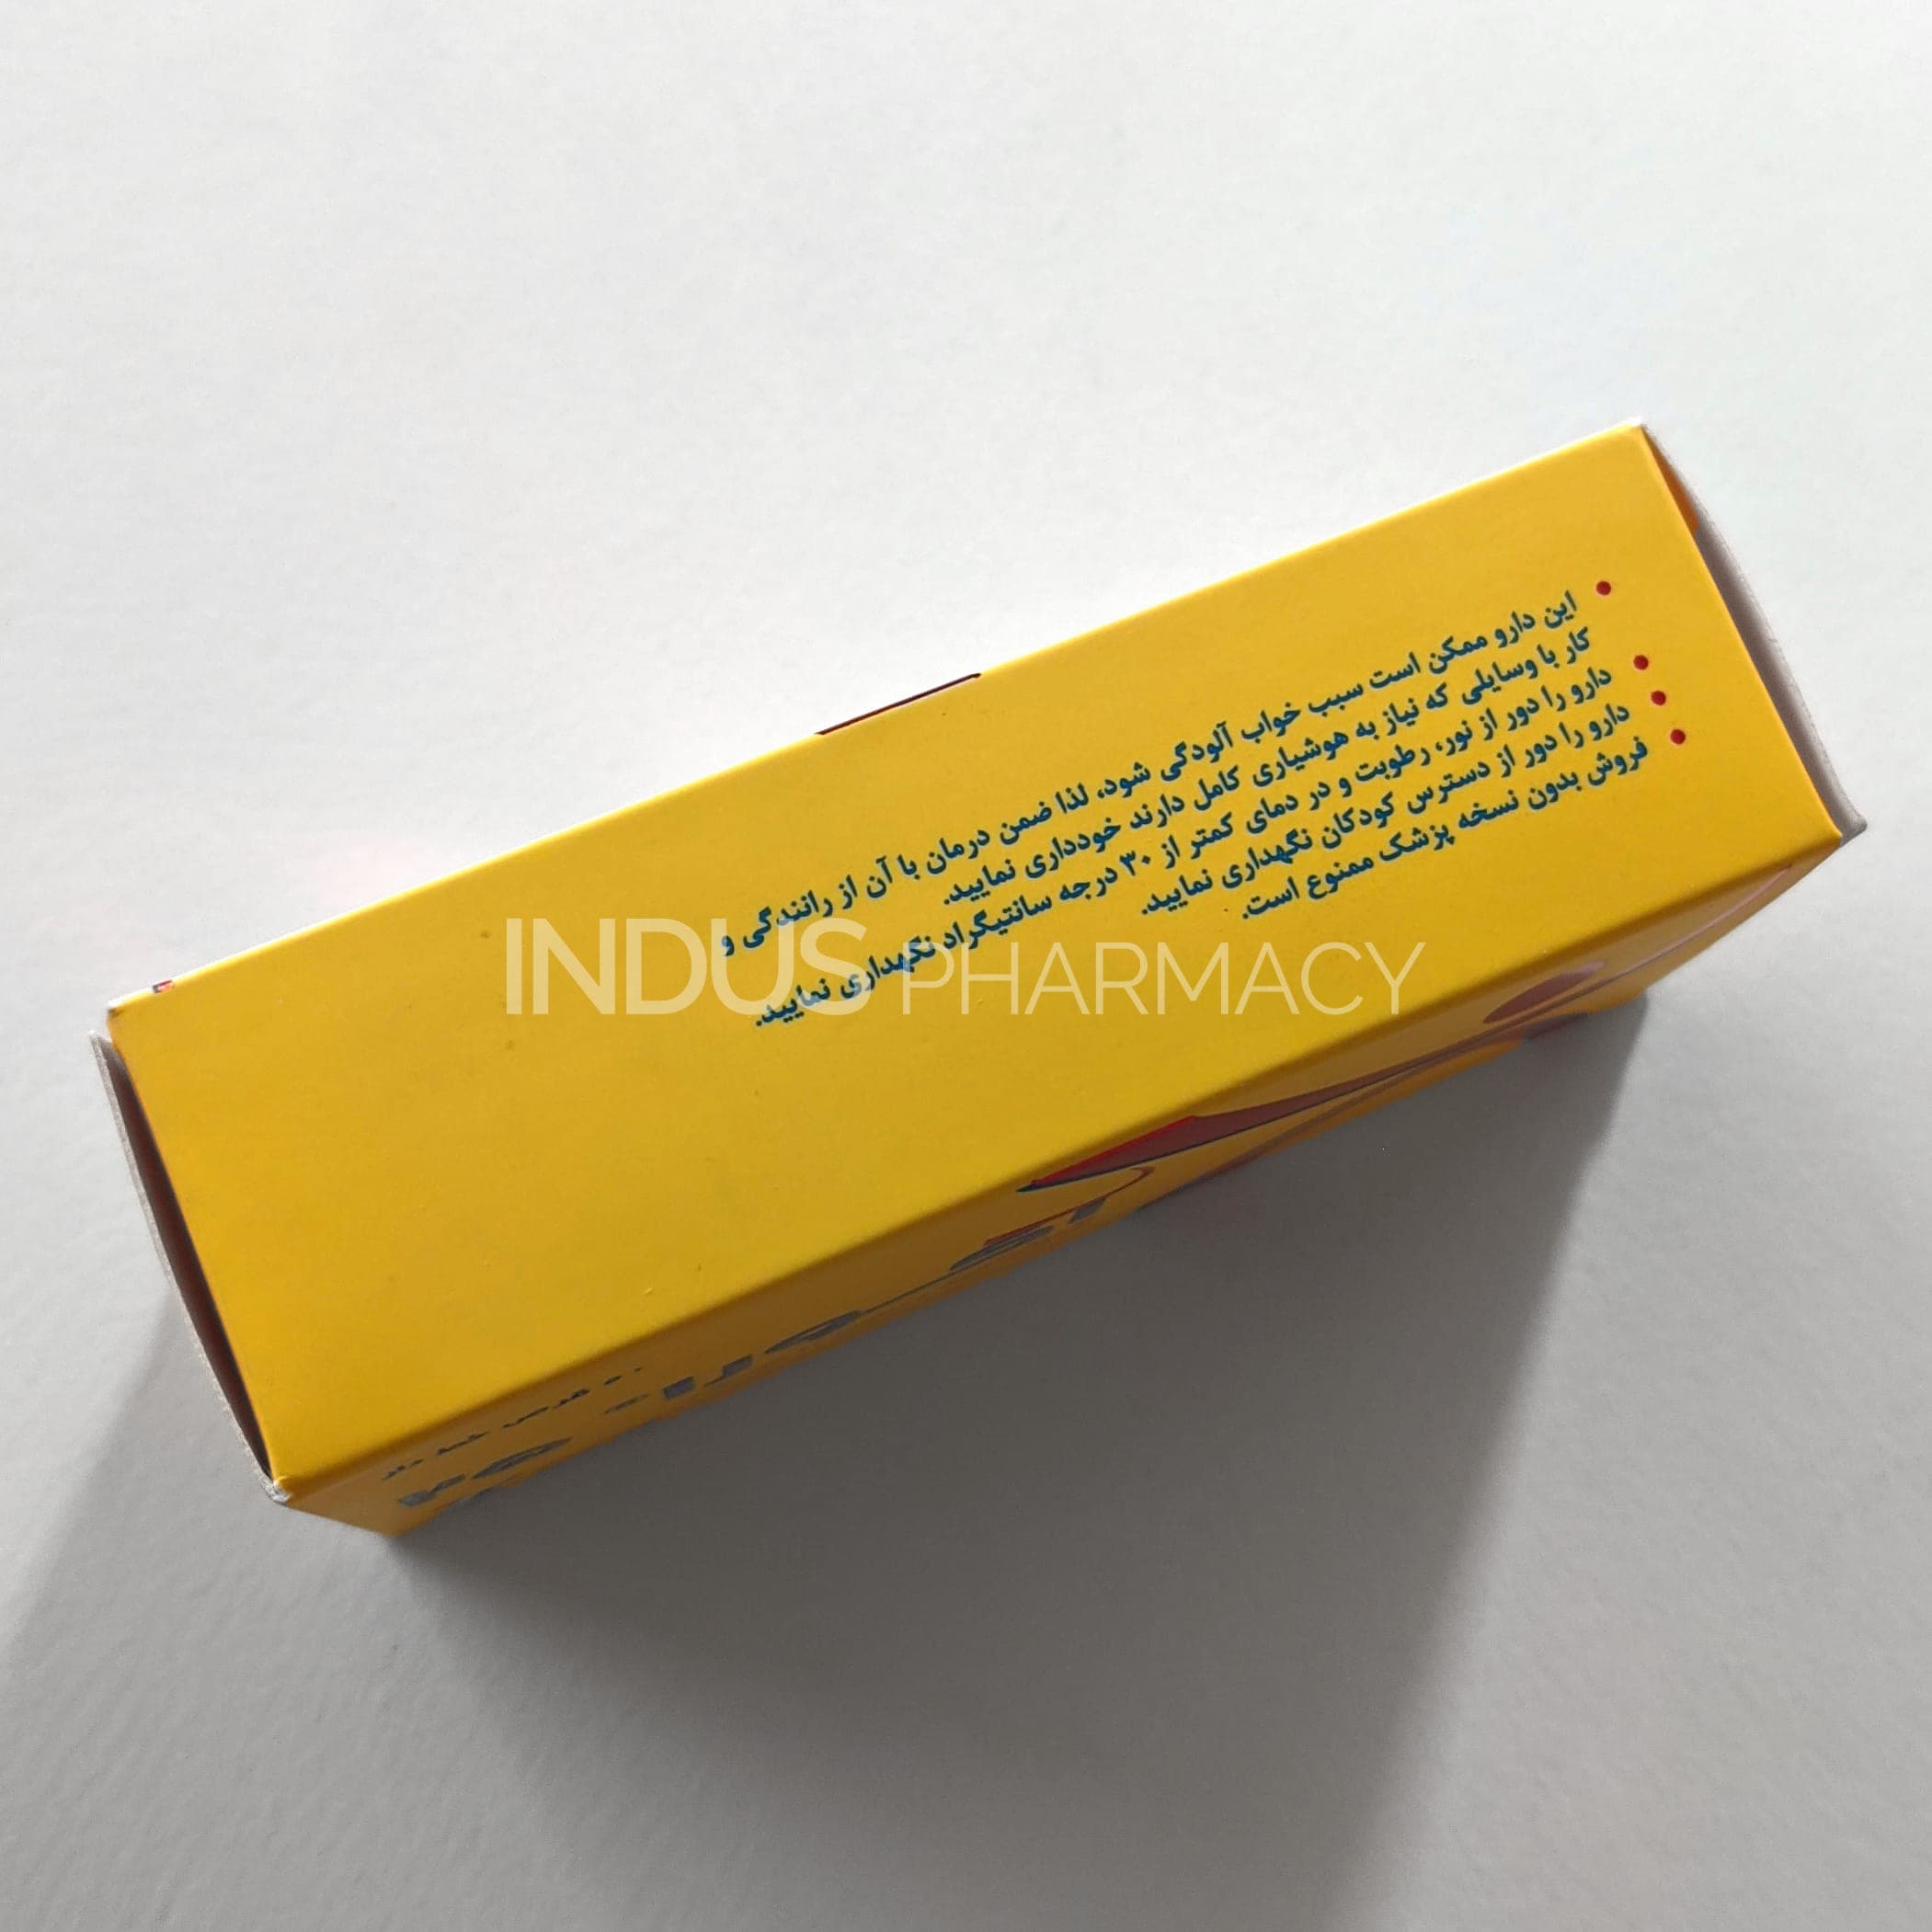 این دارو ممکن است سبب خواب آلودگی شود، لذا ضمن درمان با آن از رانندگی و
کار با وسایلی که نیاز به هوشیاری کامل دارند خودداری نمایید.
دارو را دور از نور، رطوبت و در دمای کمتر از ۳۰ درجه سانتیگراد نگهداری نمایید.
دارو را دور از دسترس کودکان نگهداری نمایید.
فروش بدون نسخه پزشک ممنوع است.
INDUS PHARMACY